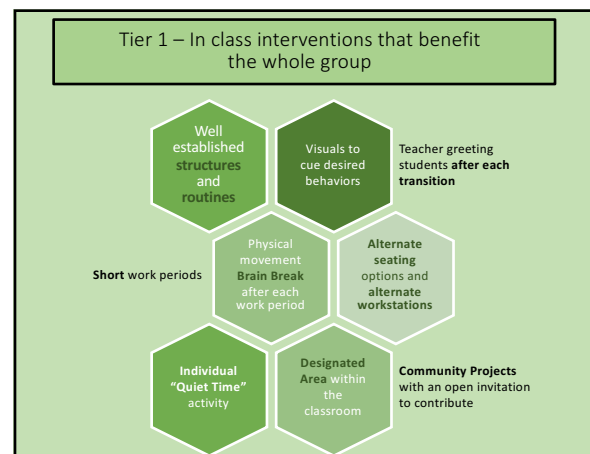 Tier 1 – In class interventions that benefit
the whole group
Well
established
structures
and
routines
Visuals to
cue desired
behaviors
Teacher greeting
students after each
transition
Short work periods
Physical
movement
Brain Break
after each
work period
Alternate
seating
options and
alternate
workstations
Individual
“Quiet Time”
activity
Designated
Area within
the
classroom
Community Projects
with an open invitation
to contribute